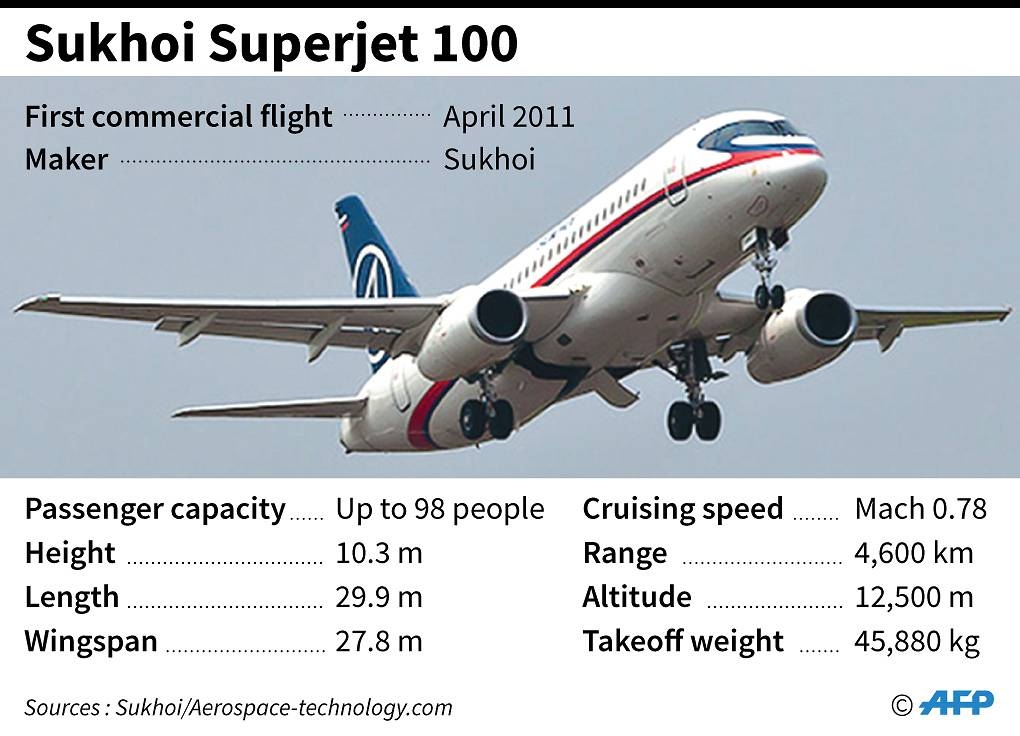 Sukhoi Superjet 100
First commercial flight April 2011
Maker Sukhoi
Passenger capacity Up to 98 people
Height 10.3 m
Length 29.9 m
Wingspan 27.8 m
Cruising speed Mach 0.78
Range 4,600 km
Altitude 12,500 m
Takeoff weight 45,880 kg
Sources : Sukhoi/Aerospace-technology.com
© AFP